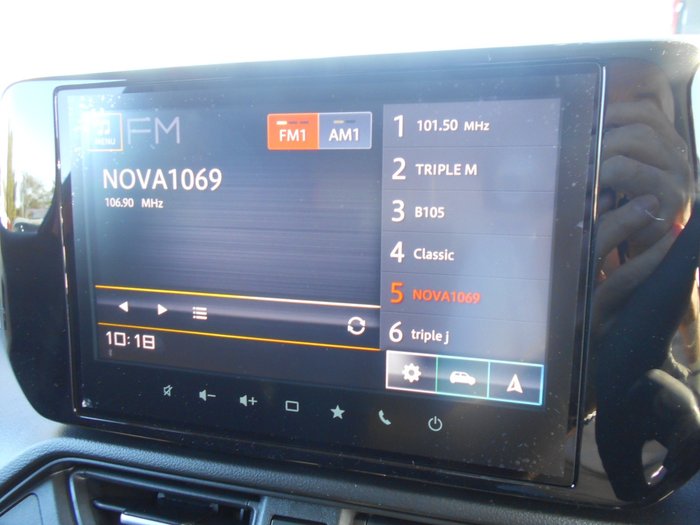 MENU
FM
FM1 AM1
NOVA1069
106.90 MHz
10:18
1 101.50 MHz
2 TRIPLE M
3 B105
4 Classic
5 NOVA1069
6 triple j